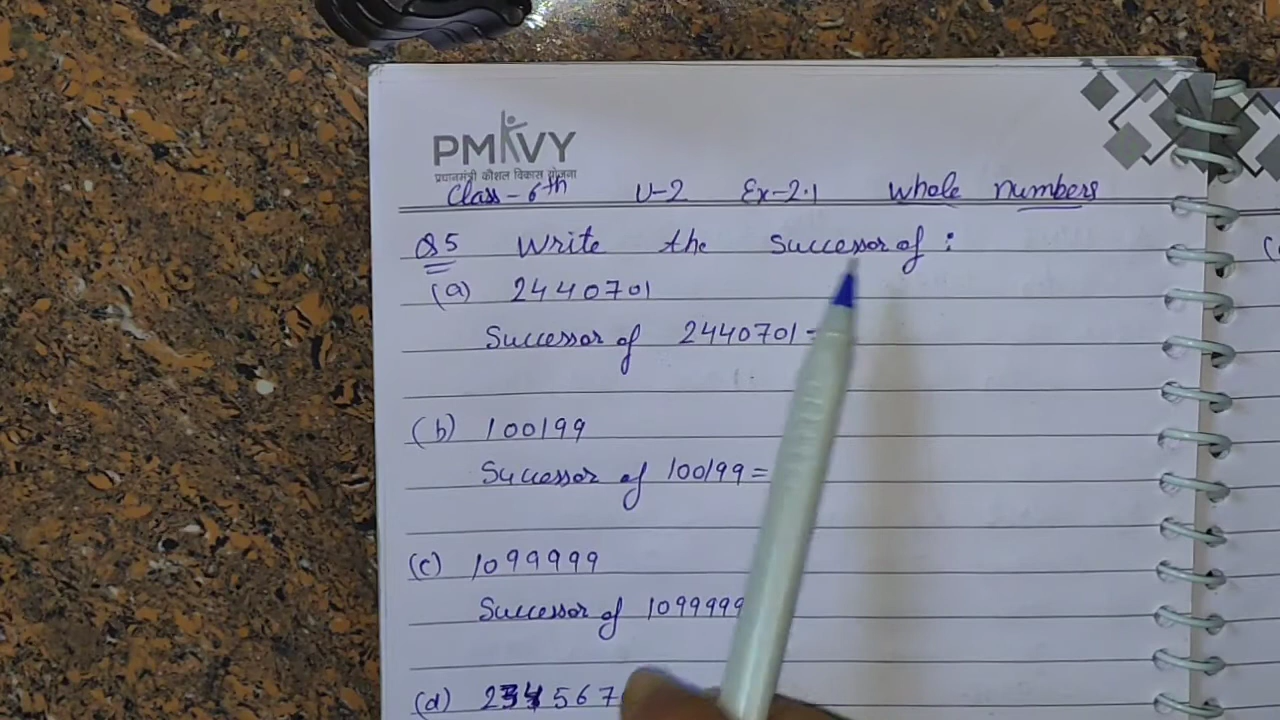 PMKVY
प्रधानमंत्री कौशल विकास योजना
Class-6th U-2 Ex-2.1 Whole numbers
Q5 Write the Successor of :
(a) 2440701
Successor of 2440701 =
(b) 100199
Successor of 100199 =
(c) 1099999
Successor of 1099999
(d) 234567